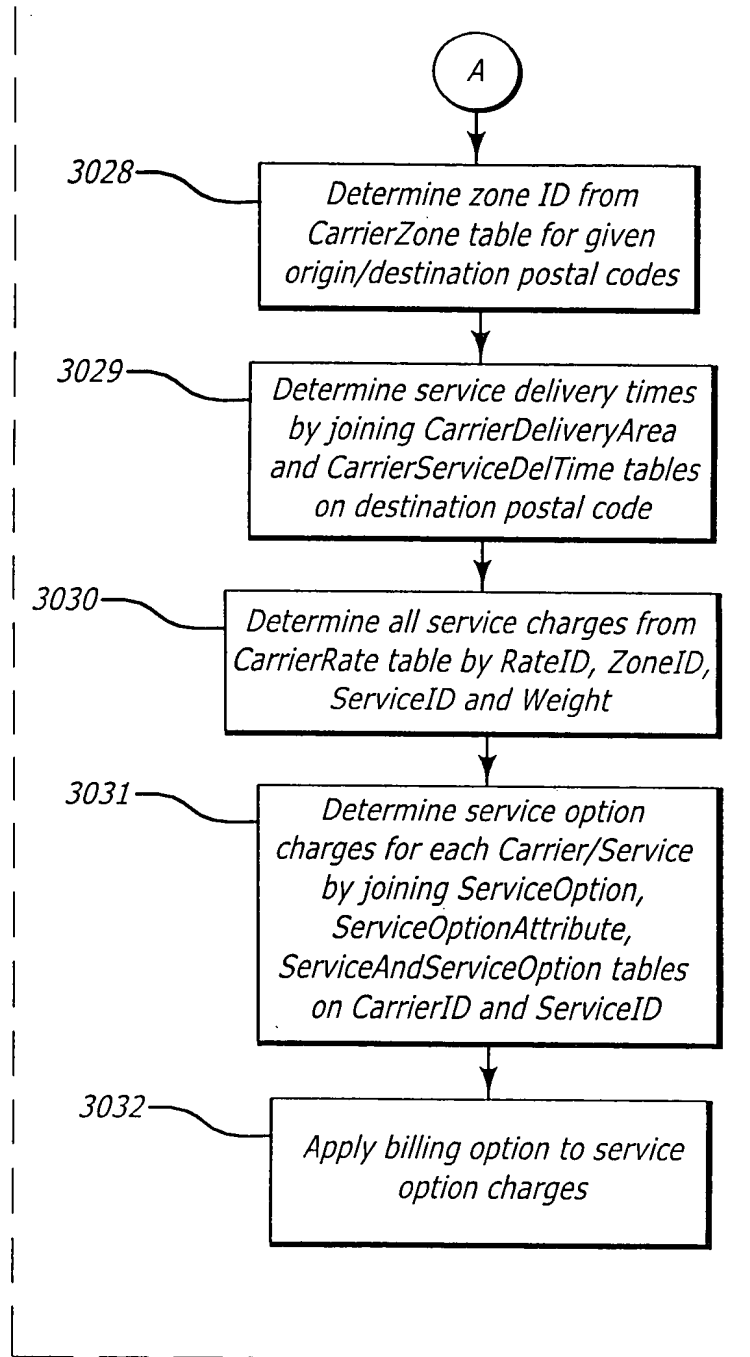 A
3028
Determine zone ID from
CarrierZone table for given
origin/destination postal codes
3029
Determine service delivery times
by joining CarrierDeliveryArea
and CarrierServiceDelTime tables
on destination postal code
3030
Determine all service charges from
CarrierRate table by RateID, ZoneID,
ServiceID and Weight
3031
Determine service option
charges for each Carrier/Service
by joining ServiceOption,
ServiceOptionAttribute,
ServiceAndServiceOption tables
on CarrierID and ServiceID
3032
Apply billing option to service
option charges